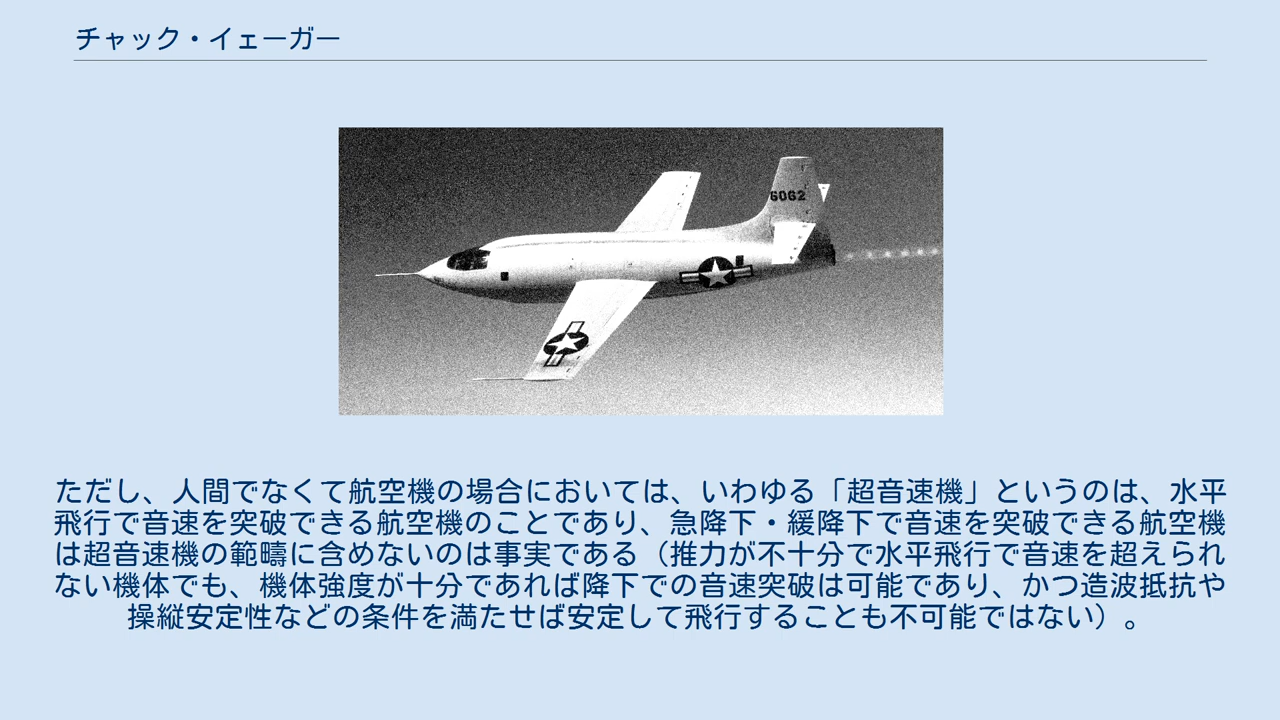 チャック・イェーガー
6062
ただし、人間でなくて航空機の場合においては、いわゆる「超音速機」というのは、水平
飛行で音速を突破できる航空機のことであり、急降下・緩降下で音速を突破できる航空機
は超音速機の範疇に含めないのは事実である（推力が不十分で水平飛行で音速を超えられ
ない機体でも、機体強度が十分であれば降下での音速突破は可能であり、かつ造波抵抗や
操縦安定性などの条件を満たせば安定して飛行することも不可能ではない）。